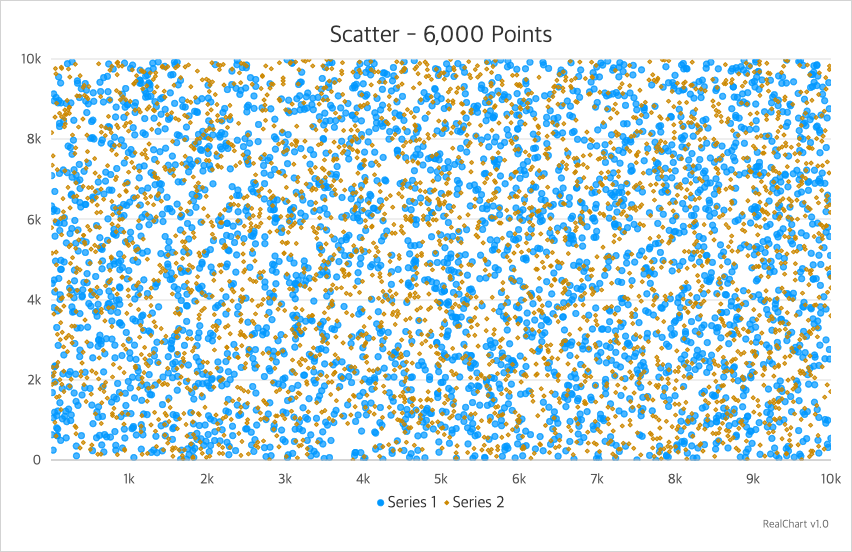 Scatter - 6,000 Points
10k
8k
6k
4k
2k
0
1k 2k 3k 4k 5k 6k 7k 8k 9k 10k
Series 1 Series 2
RealChart v1.0